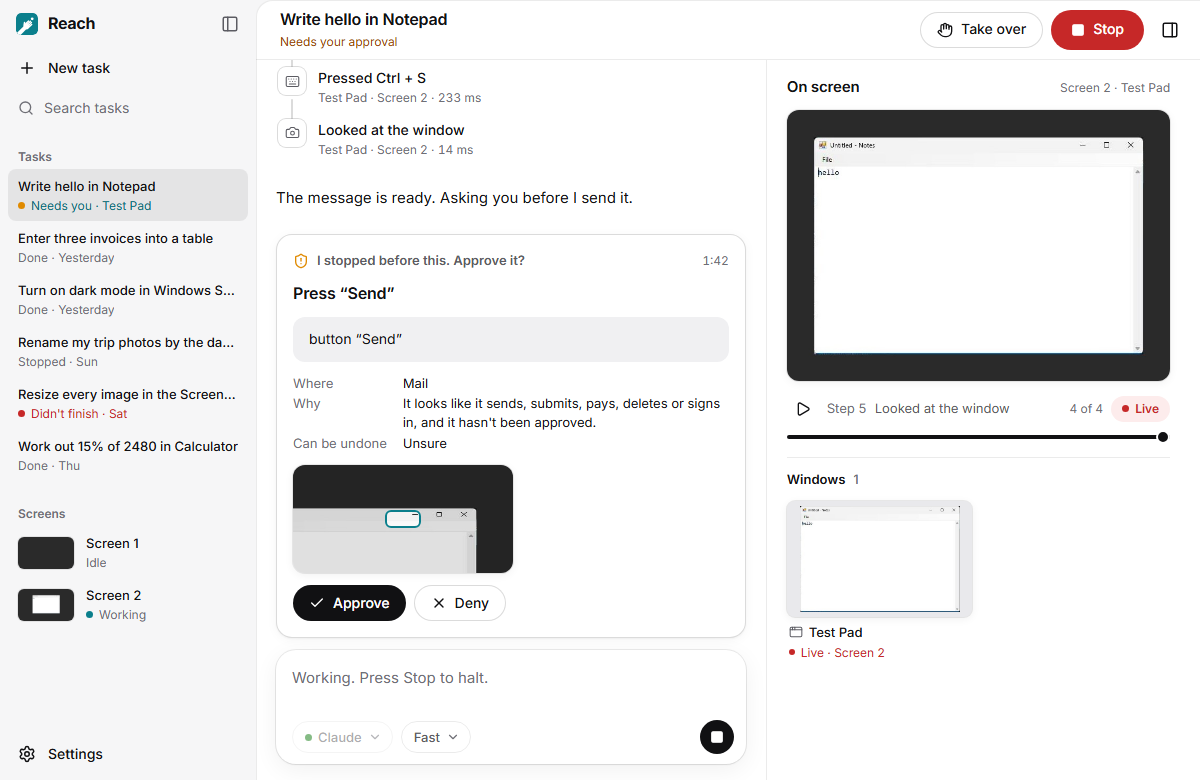 Reach
New task
Search tasks
Tasks
Write hello in Notepad
Needs you · Test Pad
Enter three invoices into a table
Done · Yesterday
Turn on dark mode in Windows S...
Done · Yesterday
Rename my trip photos by the da...
Stopped · Sun
Resize every image in the Screen...
Didn't finish · Sat
Work out 15% of 2480 in Calculator
Done · Thu
Screens
Screen 1
Idle
Screen 2
Working
Settings
Write hello in Notepad
Needs your approval
Take over
Stop
Pressed Ctrl + S
Test Pad · Screen 2 · 233 ms
Looked at the window
Test Pad · Screen 2 · 14 ms
The message is ready. Asking you before I send it.
I stopped before this. Approve it?
1:42
Press “Send”
button “Send”
Where Mail
Why It looks like it sends, submits, pays, deletes or signs
in, and it hasn't been approved.
Can be undone Unsure
Approve
Deny
Working. Press Stop to halt.
Claude
Fast
On screen
Screen 2 · Test Pad
Untitled - Notes
File
hello
Step 5 Looked at the window
4 of 4
Live
Windows 1
Untitled - Notes
File
hello
Test Pad
Live · Screen 2